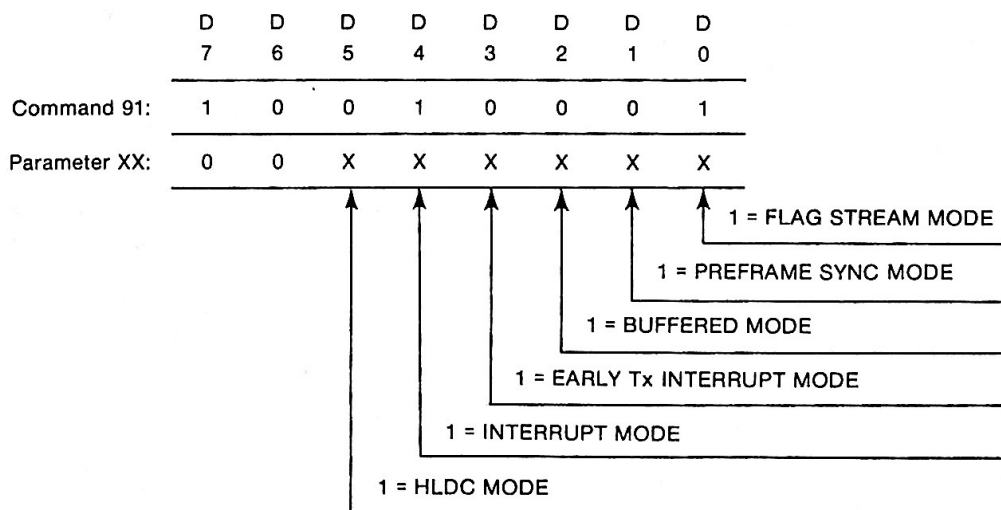 D D D D D D D D
7 6 5 4 3 2 1 0
Command 91: 1 0 0 1 0 0 0 1
Parameter XX: 0 0 X X X X X X
1 = FLAG STREAM MODE
1 = PREFRAME SYNC MODE
1 = BUFFERED MODE
1 = EARLY Tx INTERRUPT MODE
1 = INTERRUPT MODE
1 = HLDC MODE